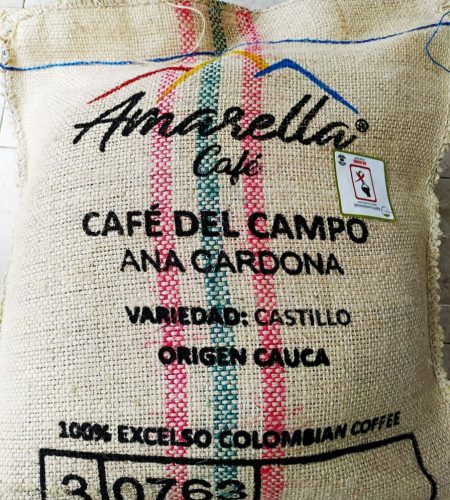 Amarella®
Café
CAFÉ DEL CAMPO
ANA CARDONA
VARIEDAD: CASTILLO
ORIGEN CAUCA
100% EXCELSO COLOMBIAN COFFEE
3 0763